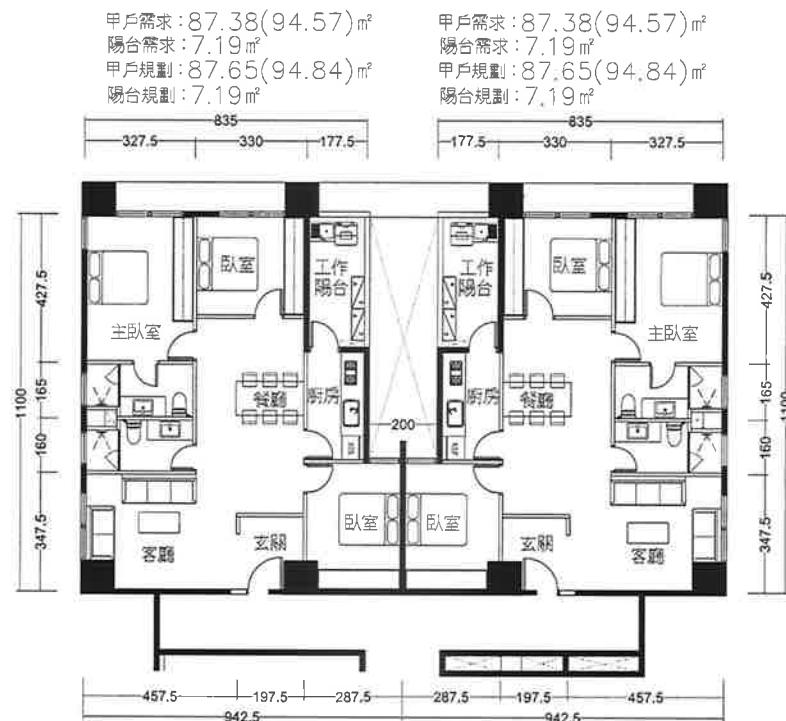 甲戶需求：87.38(94.57)㎡
陽台需求：7.19㎡
甲戶規劃：87.65(94.84)㎡
陽台規劃：7.19㎡
甲戶需求：87.38(94.57)㎡
陽台需求：7.19㎡
甲戶規劃：87.65(94.84)㎡
陽台規劃：7.19㎡
835
835
327.5
330
177.5
177.5
330
327.5
臥室
工作
陽台
工作
陽台
臥室
主臥室
主臥室
427.5
427.5
1100
165
餐廳
廚房
廚房
餐廳
165
1100
200
160
160
臥室
臥室
347.5
客廳
玄關
玄關
客廳
347.5
457.5
197.5
287.5
287.5
197.5
457.5
942.5
942.5